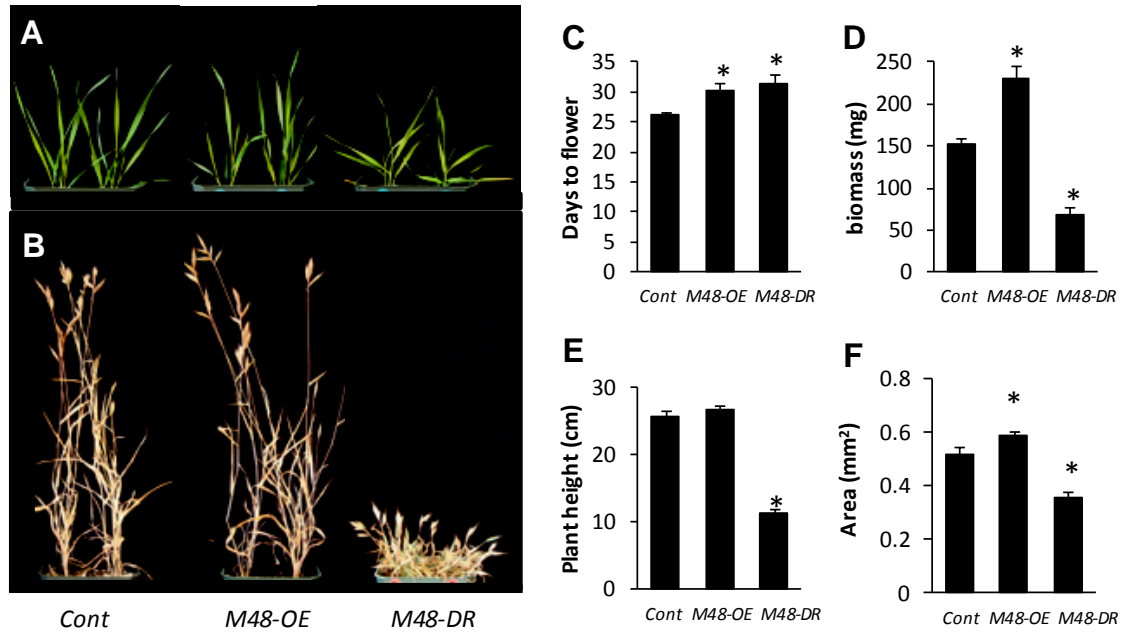 A
B
Cont M48-OE M48-DR
C
Days to flower
35
30
25
20
15
10
5
0
*
*
Cont M48-OE M48-DR
D
biomass (mg)
250
200
150
100
50
0
*
*
Cont M48-OE M48-DR
E
Plant height (cm)
30
20
10
0
*
Cont M48-OE M48-DR
F
Area (mm²)
0.8
0.6
0.4
0.2
0
*
*
Cont M48-OE M48-DR